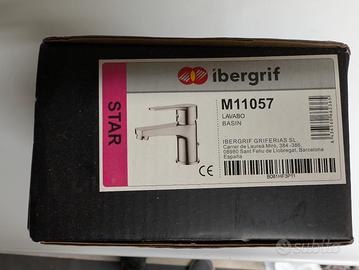 ibergrif
STAR
M11057
LAVABO
BASIN
IBERGRIF GRIFERIAS SL
Carrer de Laureà Miró, 384 -386,
08980 Sant Feliu de Llobregat, Barcelona
España
CE
B081HF3P11
subito